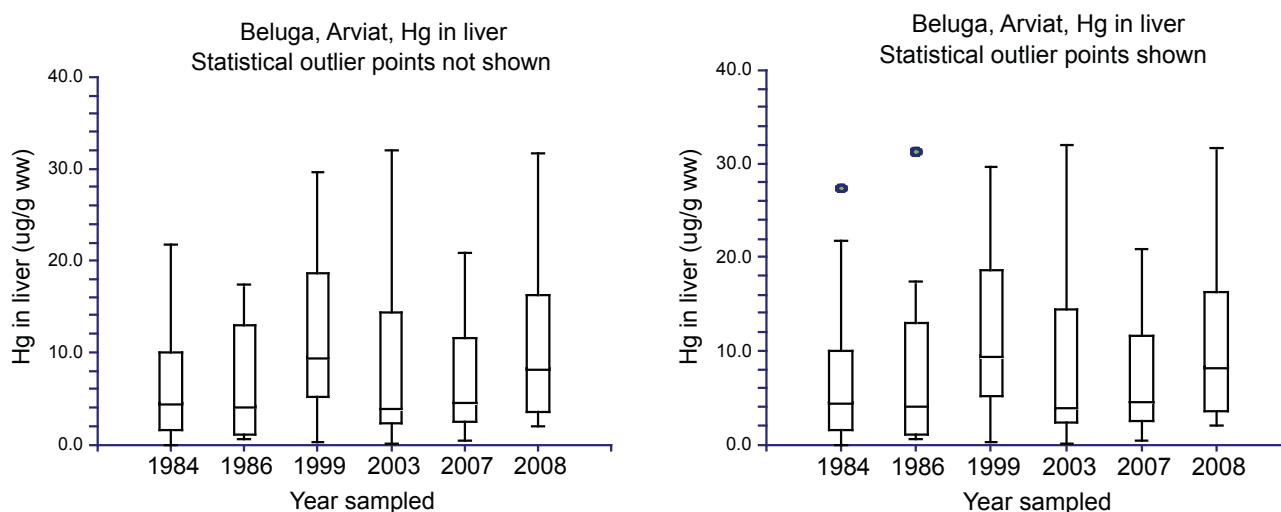 Beluga, Arviat, Hg in liver
Statistical outlier points not shown
40.0
30.0
20.0
10.0
0.0
Hg in liver (ug/g ww)
1984 1986 1999 2003 2007 2008
Year sampled
Beluga, Arviat, Hg in liver
Statistical outlier points shown
40.0
30.0
20.0
10.0
0.0
Hg in liver (ug/g ww)
1984 1986 1999 2003 2007 2008
Year sampled